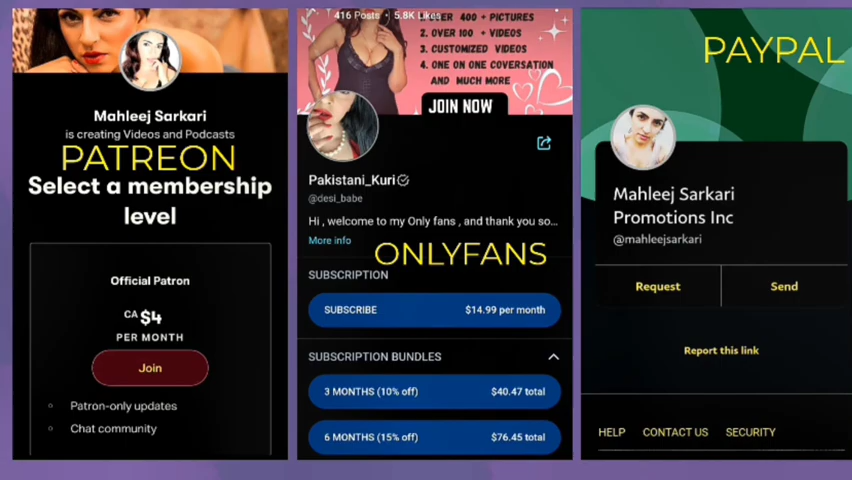 Mahleej Sarkari
is creating Videos and Podcasts
PATREON
Select a membership
level
Official Patron
CA $4
PER MONTH
Join
Patron-only updates
Chat community
416 Posts • 5.8K Likes
OVER 400 + PICTURES
2. OVER 100 + VIDEOS
3. CUSTOMIZED VIDEOS
4. ONE ON ONE COVERSATION
AND MUCH MORE
JOIN NOW
Pakistani_Kuri
@desi_babe
Hi , welcome to my Only fans , and thank you so...
More info
ONLYFANS
SUBSCRIPTION
SUBSCRIBE $14.99 per month
SUBSCRIPTION BUNDLES
3 MONTHS (10% off) $40.47 total
6 MONTHS (15% off) $76.45 total
PAYPAL
Mahleej Sarkari
Promotions Inc
@mahleejsarkari
Request Send
Report this link
HELP CONTACT US SECURITY